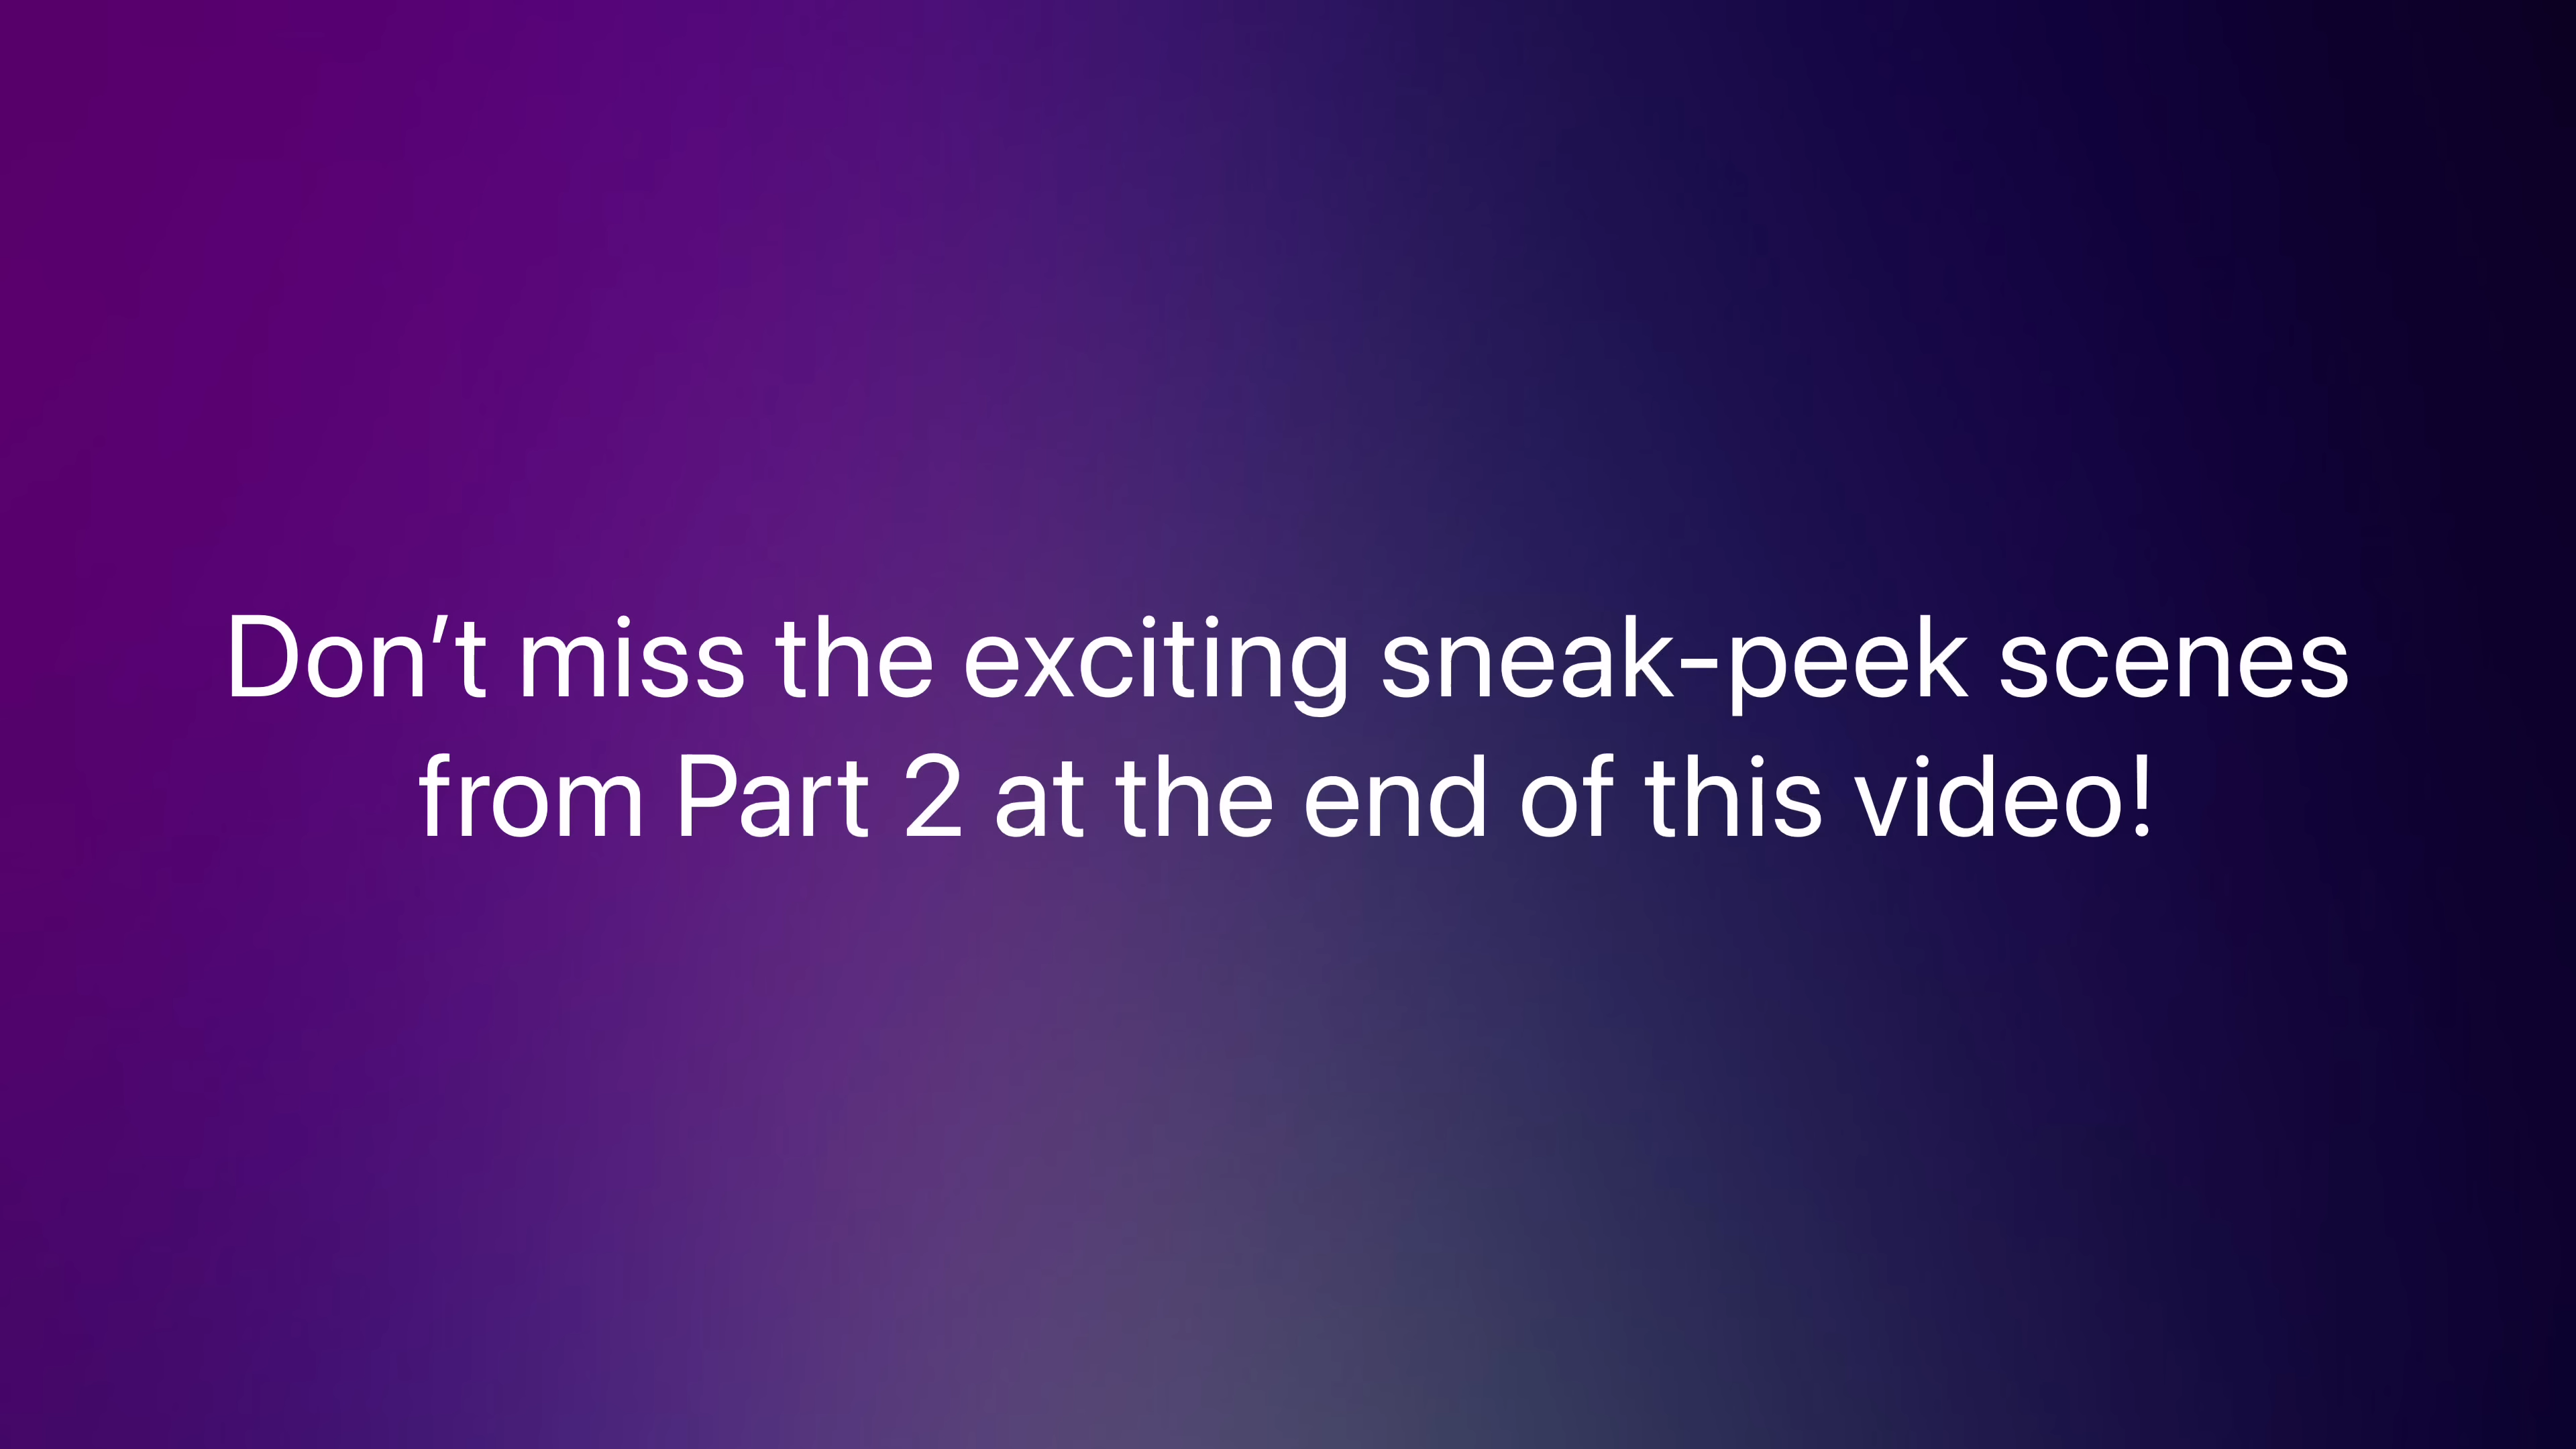 Don’t miss the exciting sneak-peek scenes
from Part 2 at the end of this video!